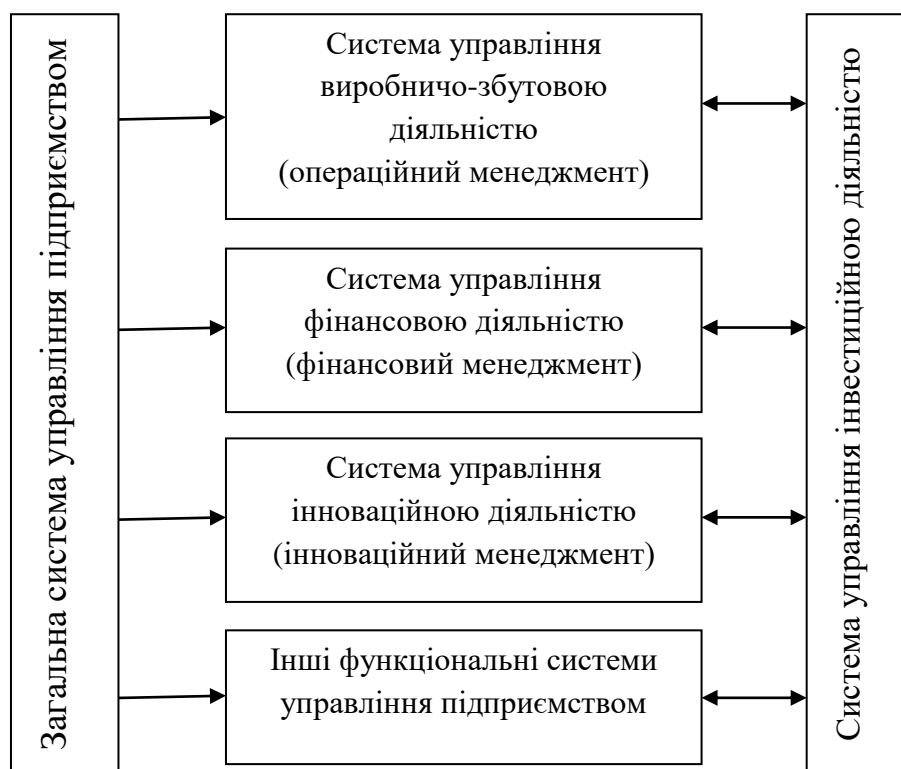 Загальна система управління підприємством
Система управління
виробничо-збутовою
діяльністю
(операційний менеджмент)
Система управління
фінансовою діяльністю
(фінансовий менеджмент)
Система управління
інноваційною діяльністю
(інноваційний менеджмент)
Інші функціональні системи
управління підприємством
Система управління інвестиційною діяльністю